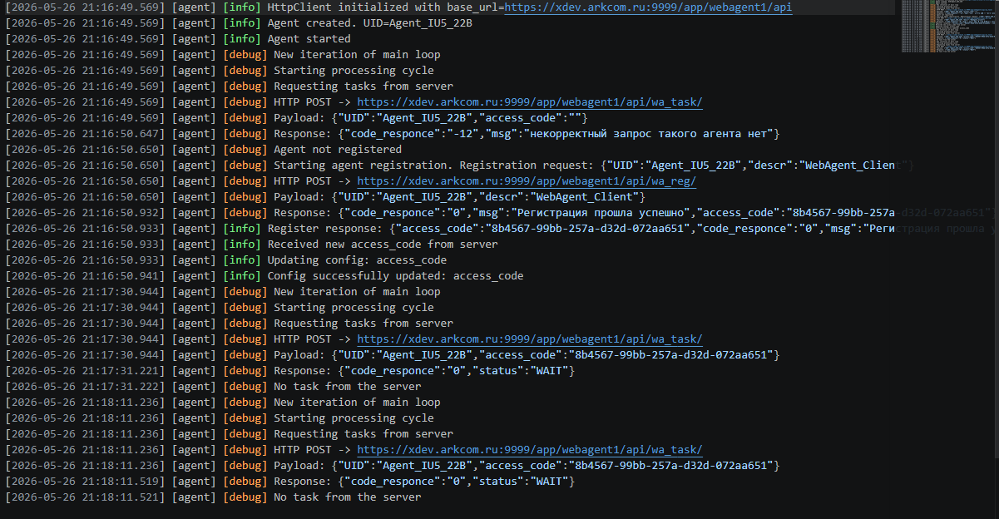 [2026-05-26 21:16:49.569] [agent] [info] HttpClient initialized with base_url=https://xdev.arkcom.ru:9999/app/webagent1/api
[2026-05-26 21:16:49.569] [agent] [info] Agent created. UID=Agent_IU5_22B
[2026-05-26 21:16:49.569] [agent] [info] Agent started
[2026-05-26 21:16:49.569] [agent] [debug] New iteration of main loop
[2026-05-26 21:16:49.569] [agent] [debug] Starting processing cycle
[2026-05-26 21:16:49.569] [agent] [debug] Requesting tasks from server
[2026-05-26 21:16:49.569] [agent] [debug] HTTP POST -> https://xdev.arkcom.ru:9999/app/webagent1/api/wa_task/
[2026-05-26 21:16:49.569] [agent] [debug] Payload: {"UID":"Agent_IU5_22B","access_code":""}
[2026-05-26 21:16:50.647] [agent] [debug] Response: {"code_responce":"-12","msg":"некорректный запрос такого агента нет"}
[2026-05-26 21:16:50.650] [agent] [debug] Agent not registered
[2026-05-26 21:16:50.650] [agent] [debug] Starting agent registration. Registration request: {"UID":"Agent_IU5_22B","descr":"WebAgent_Client"}
[2026-05-26 21:16:50.650] [agent] [debug] HTTP POST -> https://xdev.arkcom.ru:9999/app/webagent1/api/wa_reg/
[2026-05-26 21:16:50.650] [agent] [debug] Payload: {"UID":"Agent_IU5_22B","descr":"WebAgent_Client"}
[2026-05-26 21:16:50.932] [agent] [debug] Response: {"code_responce":"0","msg":"Регистрация прошла успешно","access_code":"8b4567-99bb-257a-d32d-072aa651"
[2026-05-26 21:16:50.933] [agent] [info] Register response: {"access_code":"8b4567-99bb-257a-d32d-072aa651","code_responce":"0","msg":"Регистрация прошла у
[2026-05-26 21:16:50.933] [agent] [info] Received new access_code from server
[2026-05-26 21:16:50.933] [agent] [info] Updating config: access_code
[2026-05-26 21:16:50.941] [agent] [info] Config successfully updated: access_code
[2026-05-26 21:17:30.944] [agent] [debug] New iteration of main loop
[2026-05-26 21:17:30.944] [agent] [debug] Starting processing cycle
[2026-05-26 21:17:30.944] [agent] [debug] Requesting tasks from server
[2026-05-26 21:17:30.944] [agent] [debug] HTTP POST -> https://xdev.arkcom.ru:9999/app/webagent1/api/wa_task/
[2026-05-26 21:17:30.944] [agent] [debug] Payload: {"UID":"Agent_IU5_22B","access_code":"8b4567-99bb-257a-d32d-072aa651"}
[2026-05-26 21:17:31.221] [agent] [debug] Response: {"code_responce":"0","status":"WAIT"}
[2026-05-26 21:17:31.222] [agent] [debug] No task from the server
[2026-05-26 21:18:11.236] [agent] [debug] New iteration of main loop
[2026-05-26 21:18:11.236] [agent] [debug] Starting processing cycle
[2026-05-26 21:18:11.236] [agent] [debug] Requesting tasks from server
[2026-05-26 21:18:11.236] [agent] [debug] HTTP POST -> https://xdev.arkcom.ru:9999/app/webagent1/api/wa_task/
[2026-05-26 21:18:11.236] [agent] [debug] Payload: {"UID":"Agent_IU5_22B","access_code":"8b4567-99bb-257a-d32d-072aa651"}
[2026-05-26 21:18:11.519] [agent] [debug] Response: {"code_responce":"0","status":"WAIT"}
[2026-05-26 21:18:11.521] [agent] [debug] No task from the server